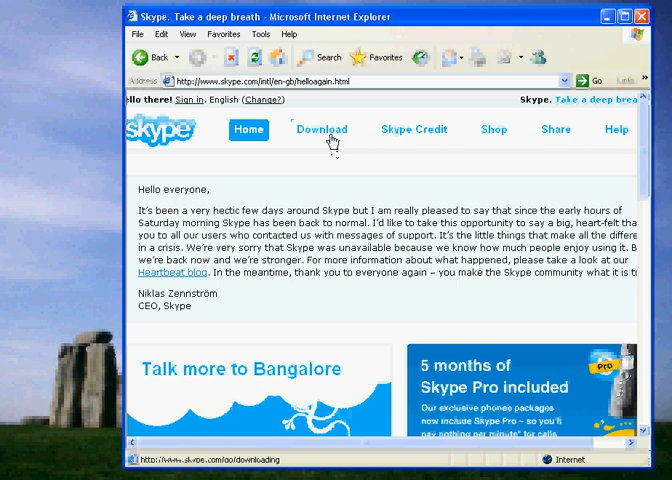 Skype. Take a deep breath - Microsoft Internet Explorer
File Edit View Favorites Tools Help
Back Search Favorites
Address http://www.skype.com/intl/en-gb/helloagain.html Go Links
ello there! Sign in. English (Change?) Skype. Take a deep brea
skype Home Download Skype Credit Shop Share Help
Hello everyone,
It's been a very hectic few days around Skype but I am really pleased to say that since the early hours of
Saturday morning Skype has been back to normal. I'd like to take this opportunity to say a big, heart-felt tha
you to all our users who contacted us with messages of support. It's the little things that make all the differe
in a crisis. We're very sorry that Skype was unavailable because we know how much people enjoy using it. B
we're back now and we're stronger. For more information about what happened, please take a look at our
Heartbeat blog. In the meantime, thank you to everyone again – you make the Skype community what it is to
Niklas Zennström
CEO, Skype
Talk more to Bangalore
5 months of
Skype Pro included
Pro
Our exclusive phones packages
now include Skype Pro – so you'll
pay nothing per minute* for calls
http://www.skype.com/go/downloading Internet